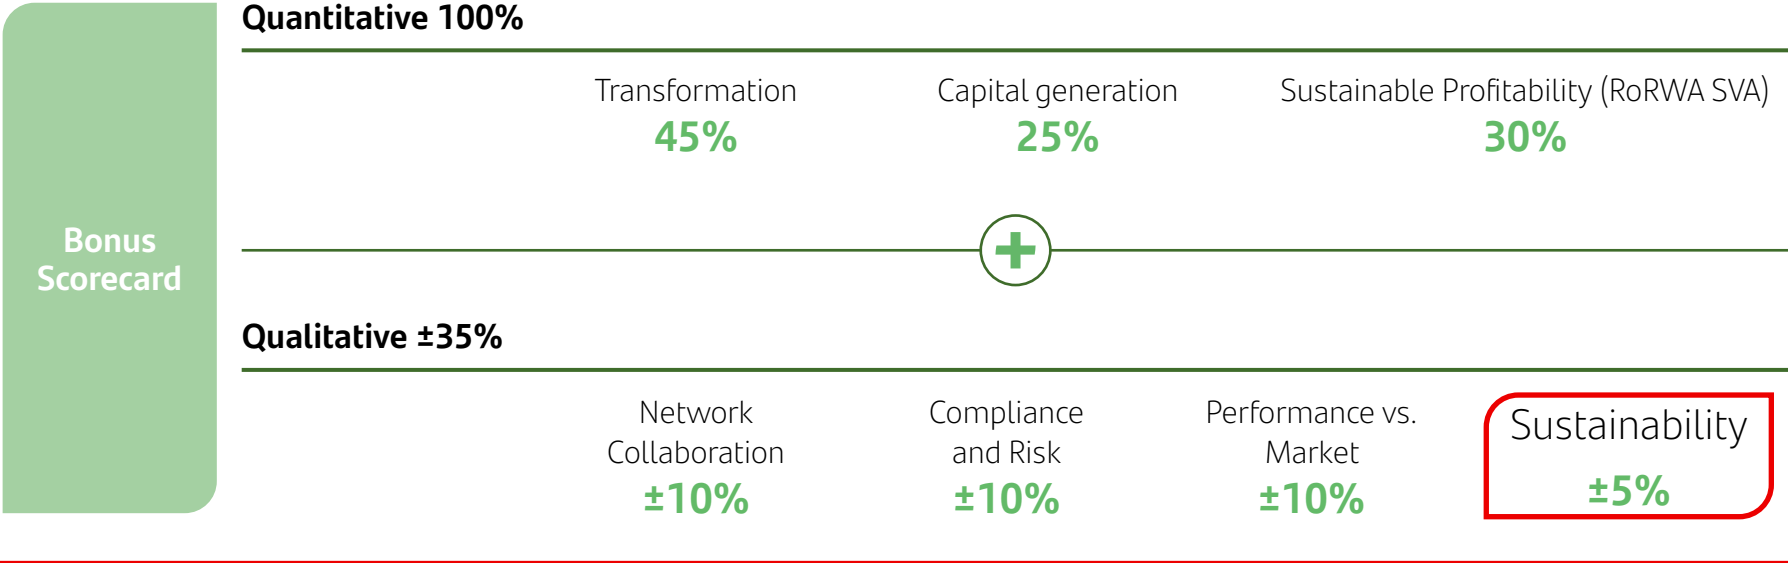 Bonus
Scorecard
Quantitative 100%
Transformation
45%
Capital generation
25%
Sustainable Profitability (RoRWA SVA)
30%
Qualitative ±35%
Network
Collaboration
±10%
Compliance
and Risk
±10%
Performance vs.
Market
±10%
Sustainability
±5%